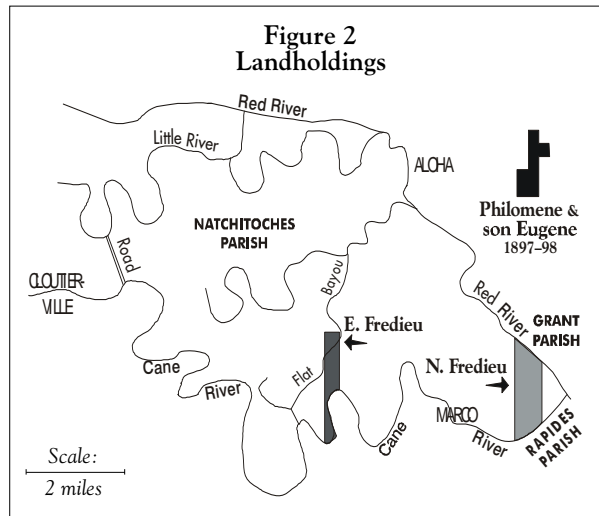 Figure 2
Landholdings
Red River
Little River
ALOHA
Philomene &
son Eugene
1897–98
NATCHITOCHES
PARISH
Road
Bayou
CLOUTIER-
VILLE
Red River
GRANT
PARISH
E. Fredieu
Cane
River
Flat
N. Fredieu
MARCO
Cane
River
RAPIDES
PARISH
Scale:
2 miles